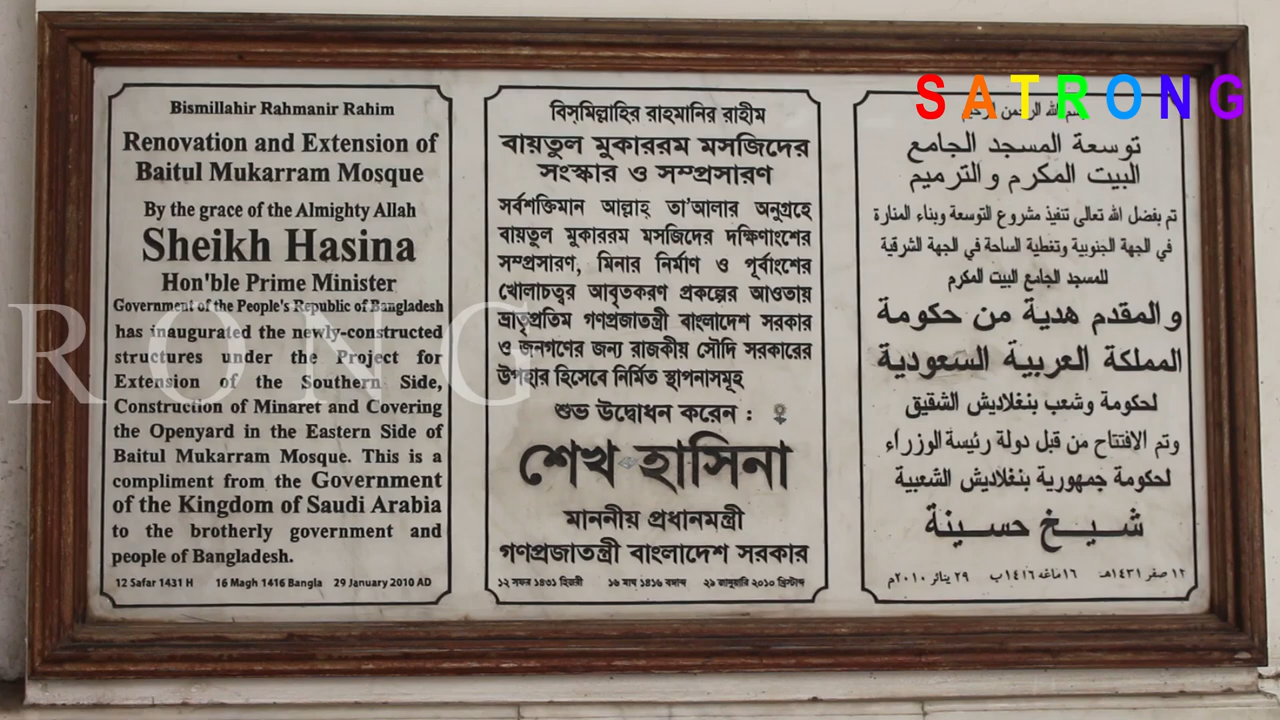 SATRONG
RONG
Bismillahir Rahmanir Rahim
Renovation and Extension of
Baitul Mukarram Mosque
By the grace of the Almighty Allah
Sheikh Hasina
Hon'ble Prime Minister
Government of the People's Republic of Bangladesh
has inaugurated the newly-constructed
structures under the Project for
Extension of the Southern Side,
Construction of Minaret and Covering
the Openyard in the Eastern Side of
Baitul Mukarram Mosque. This is a
compliment from the Government
of the Kingdom of Saudi Arabia
to the brotherly government and
people of Bangladesh.
12 Safar 1431 H 16 Magh 1416 Bangla 29 January 2010 AD
বিস্‌মিল্লাহির রাহমানির রাহীম
বায়তুল মুকাররম মসজিদের
সংস্কার ও সম্প্রসারণ
সর্বশক্তিমান আল্লাহ্ তা'আলার অনুগ্রহে
বায়তুল মুকাররম মসজিদের দক্ষিণাংশের
সম্প্রসারণ, মিনার নির্মাণ ও পূর্বাংশের
খোলাচত্বর আবৃতকরণ প্রকল্পের আওতায়
ভ্রাতৃপ্রতিম গণপ্রজাতন্ত্রী বাংলাদেশ সরকার
ও জনগণের জন্য রাজকীয় সৌদি সরকারের
উপহার হিসেবে নির্মিত স্থাপনাসমূহ
শুভ উদ্বোধন করেন :
শেখ হাসিনা
মাননীয় প্রধানমন্ত্রী
গণপ্রজাতন্ত্রী বাংলাদেশ সরকার
১২ সফর ১৪৩১ হিজরী ১৬ মাঘ ১৪১৬ বঙ্গাব্দ ২৯ জানুয়ারি ২০১০ খ্রিস্টাব্দ
بسم الله الرحمن الرحيم
توسعة المسجد الجامع
البيت المكرم والترميم
تم بفضل الله تعالى تنفيذ مشروع التوسعة وبناء المنارة
في الجهة الجنوبية وتغطية الساحة في الجهة الشرقية
للمسجد الجامع البيت المكرم
والمقدم هدية من حكومة
المملكة العربية السعودية
لحكومة وشعب بنغلاديش الشقيق
وتم الافتتاح من قبل دولة رئيسة الوزراء
لحكومة جمهورية بنغلاديش الشعبية
شيخ حسينة
١٢ صفر ١٤٣١هـ ١٦ماغه ١٤١٦ب ٢٩ يناير ٢٠١٠م